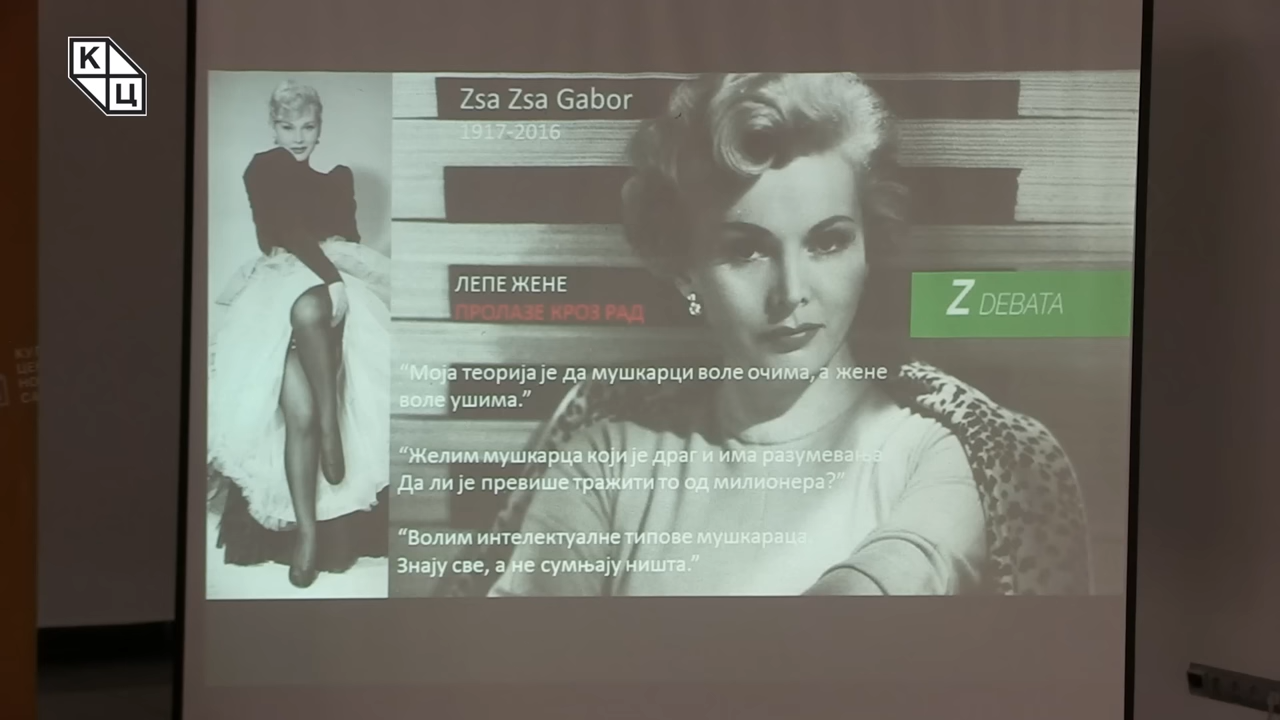 К
Ц
Zsa Zsa Gabor
1917-2016
ЛЕПЕ ЖЕНЕ
ПРОЛАЗЕ КРОЗ РАД
Z DEBATA
“Моја теорија је да мушкарци воле очима, а жене
воле ушима.”
“Желим мушкарца који је драг и има разумевања
Да ли је превише тражити то од милионера?”
“Волим интелектуалне типове мушкараца.
Знају све, а не сумњају ништа.”